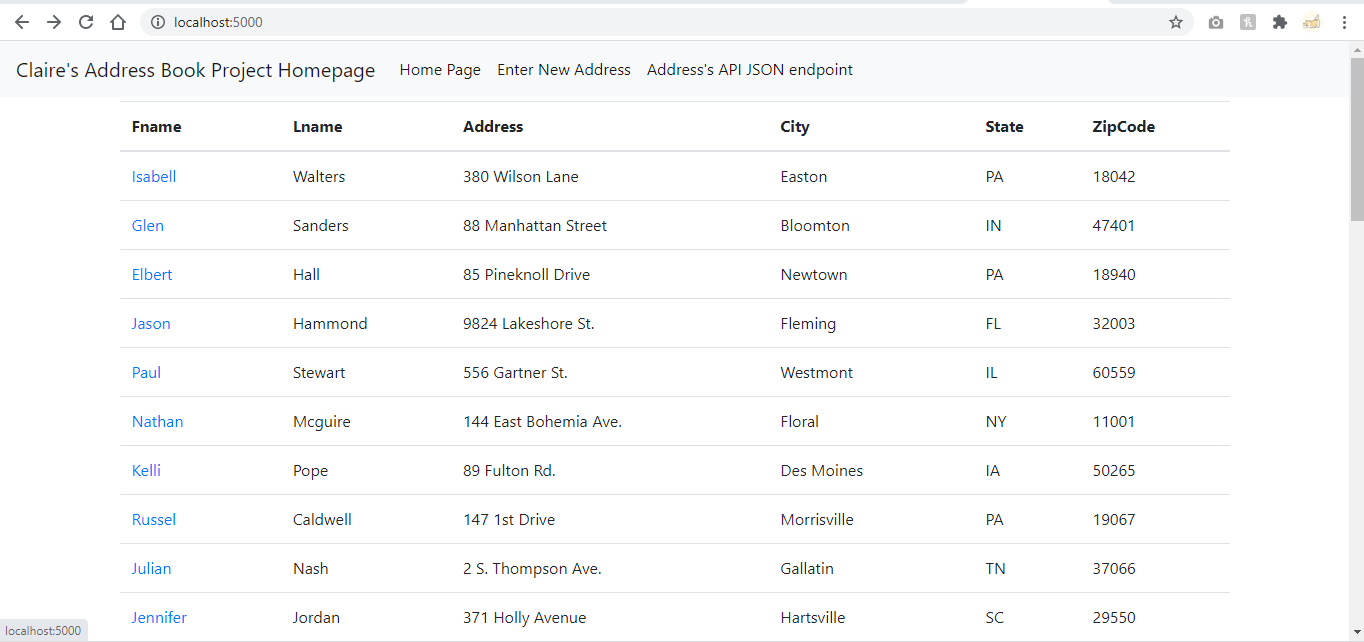 localhost:5000
Claire's Address Book Project Homepage Home Page Enter New Address Address's API JSON endpoint
Fname Lname Address City State ZipCode
Isabell Walters 380 Wilson Lane Easton PA 18042
Glen Sanders 88 Manhattan Street Bloomton IN 47401
Elbert Hall 85 Pineknoll Drive Newtown PA 18940
Jason Hammond 9824 Lakeshore St. Fleming FL 32003
Paul Stewart 556 Gartner St. Westmont IL 60559
Nathan Mcguire 144 East Bohemia Ave. Floral NY 11001
Kelli Pope 89 Fulton Rd. Des Moines IA 50265
Russel Caldwell 147 1st Drive Morrisville PA 19067
Julian Nash 2 S. Thompson Ave. Gallatin TN 37066
Jennifer Jordan 371 Holly Avenue Hartsville SC 29550
localhost:5000